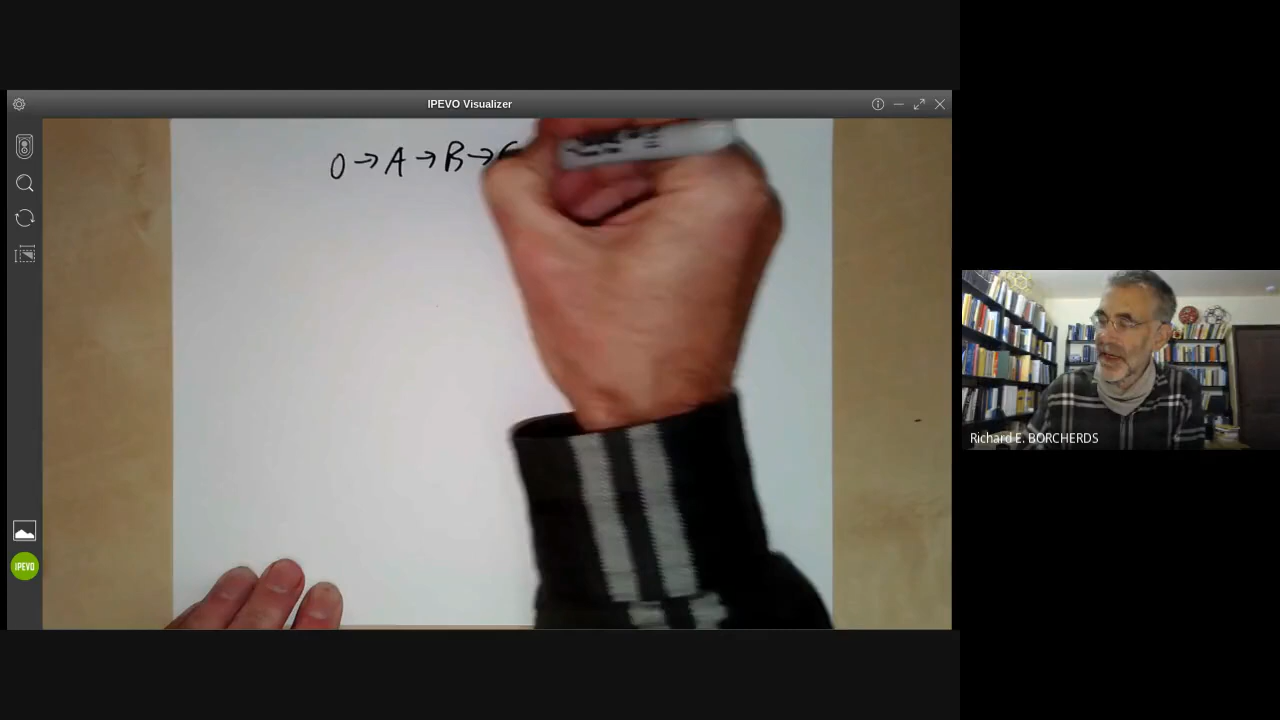 IPEVO Visualizer
0 → A → B → C
IPEVO
Richard E. BORCHERDS